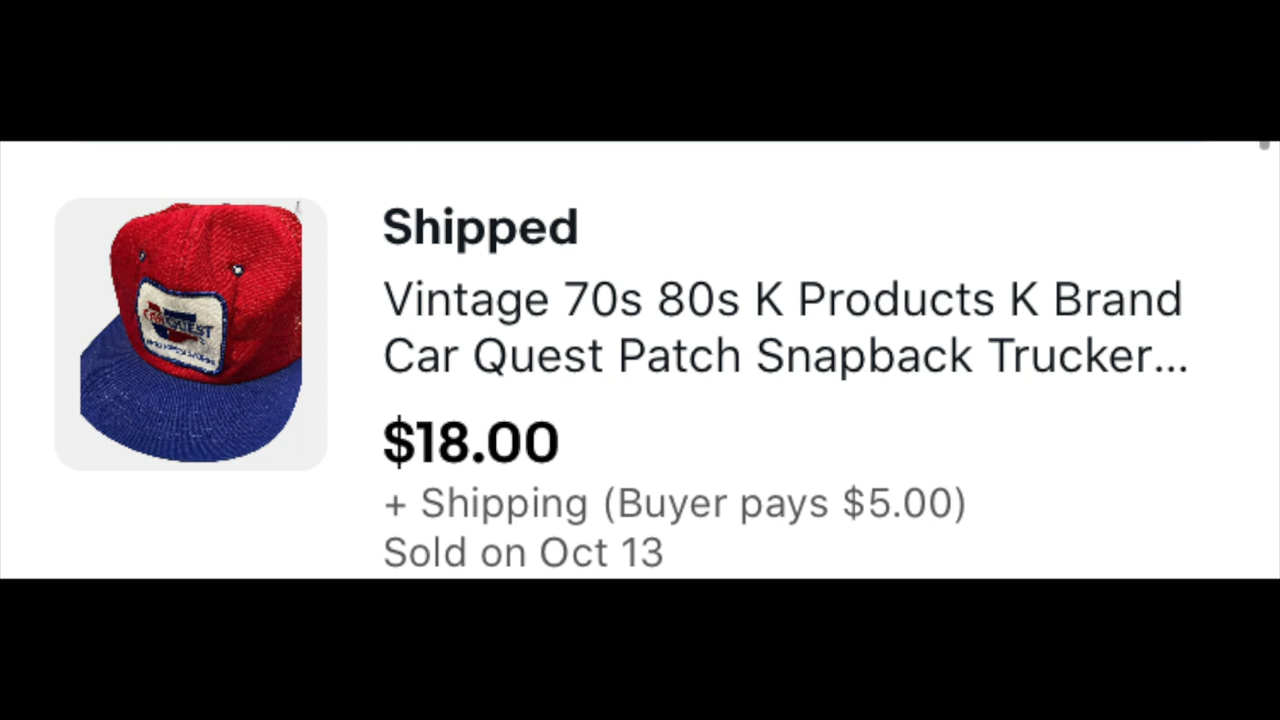 Shipped
Vintage 70s 80s K Products K Brand
Car Quest Patch Snapback Trucker...
$18.00
+ Shipping (Buyer pays $5.00)
Sold on Oct 13
CARQUEST